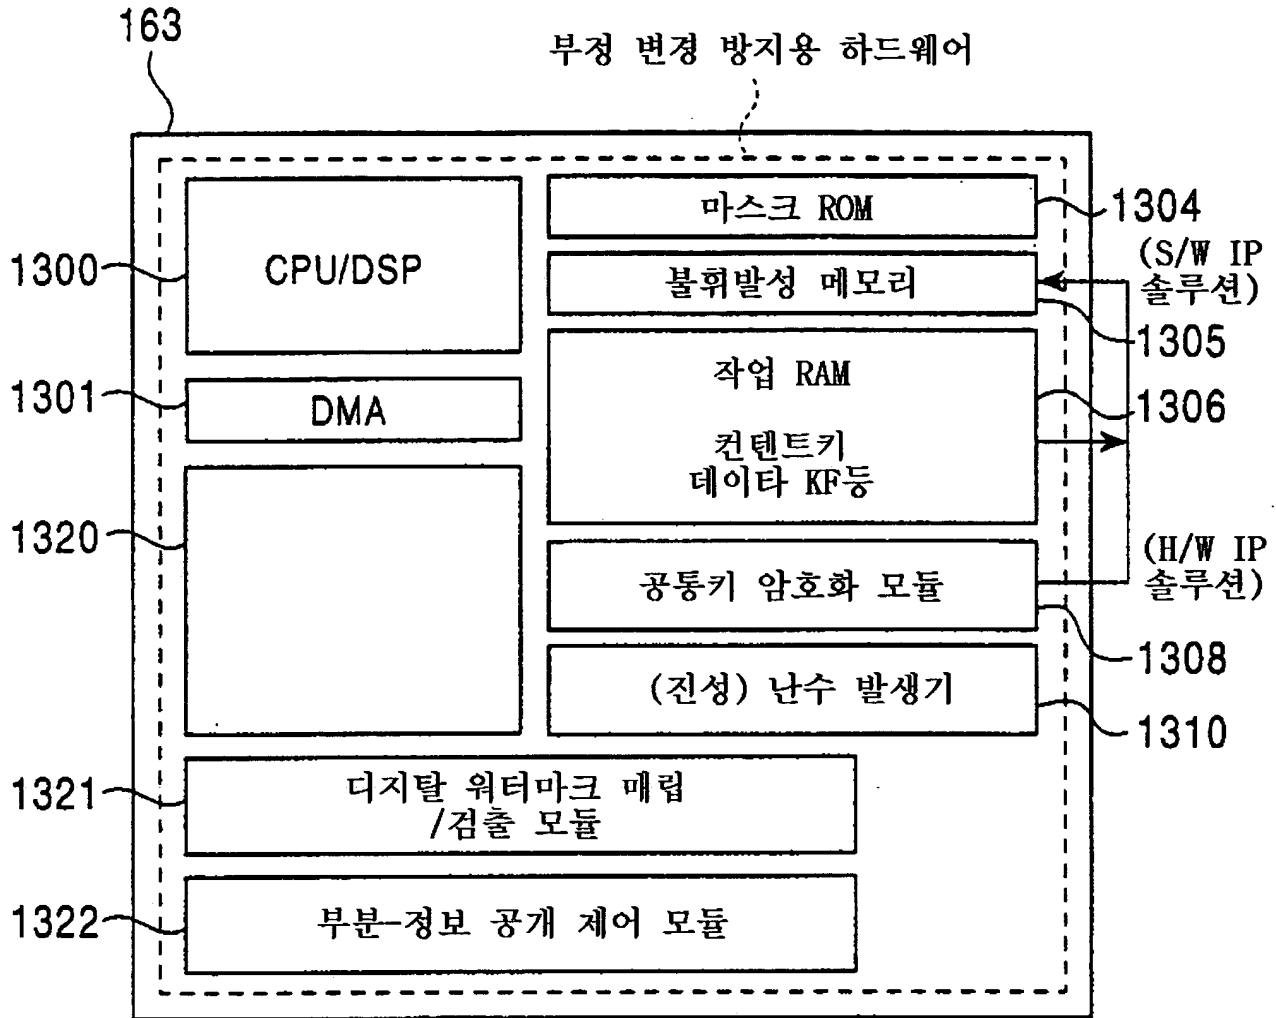 163
부정 변경 방지용 하드웨어
1300
CPU/DSP
마스크 ROM
1304
불휘발성 메모리
(S/W IP
솔루션)
1305
1301
DMA
작업 RAM
컨텐트키
데이타 KF등
1306
1320
공통키 암호화 모듈
(H/W IP
솔루션)
1308
(진성) 난수 발생기
1310
1321
디지탈 워터마크 매립
/검출 모듈
1322
부분-정보 공개 제어 모듈